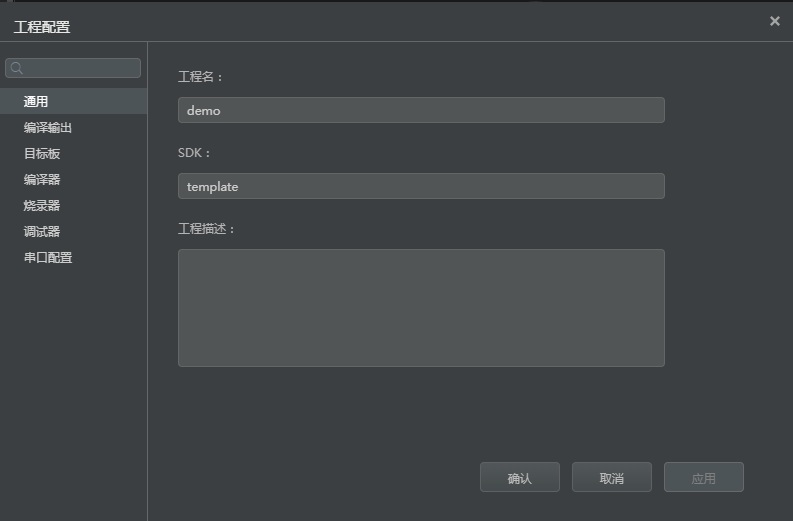 工程配置
通用
编译输出
目标板
编译器
烧录器
调试器
串口配置
工程名：
demo
SDK：
template
工程描述：
确认
取消
应用